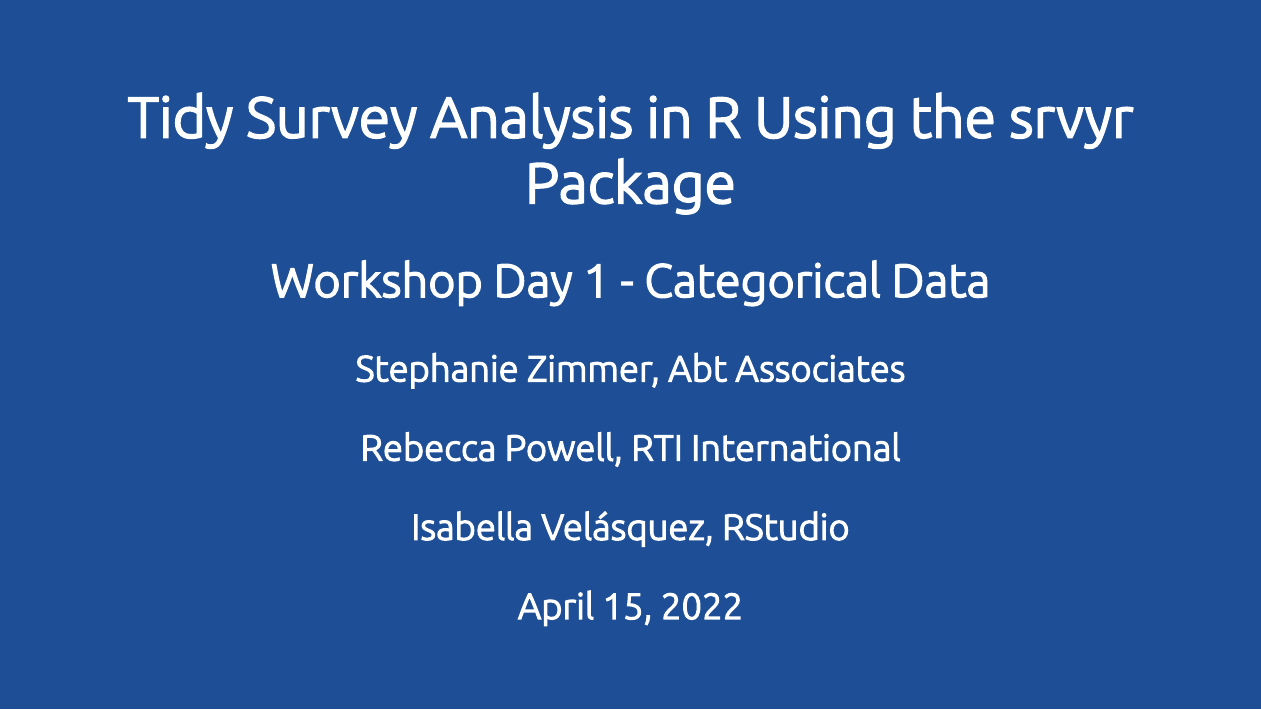 Tidy Survey Analysis in R Using the srvyr
Package
Workshop Day 1 - Categorical Data
Stephanie Zimmer, Abt Associates
Rebecca Powell, RTI International
Isabella Velásquez, RStudio
April 15, 2022